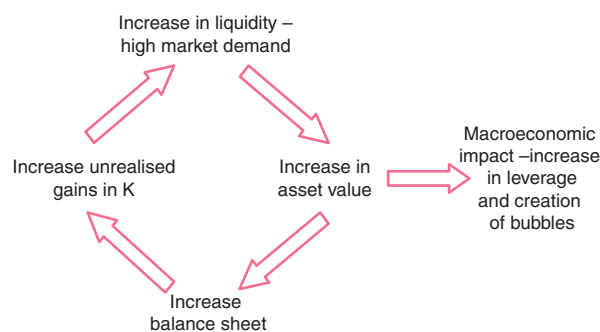 Increase in liquidity –
high market demand
Increase unrealised
gains in K
Increase in
asset value
Macroeconomic
impact –increase
in leverage
and creation
of bubbles
Increase
balance sheet